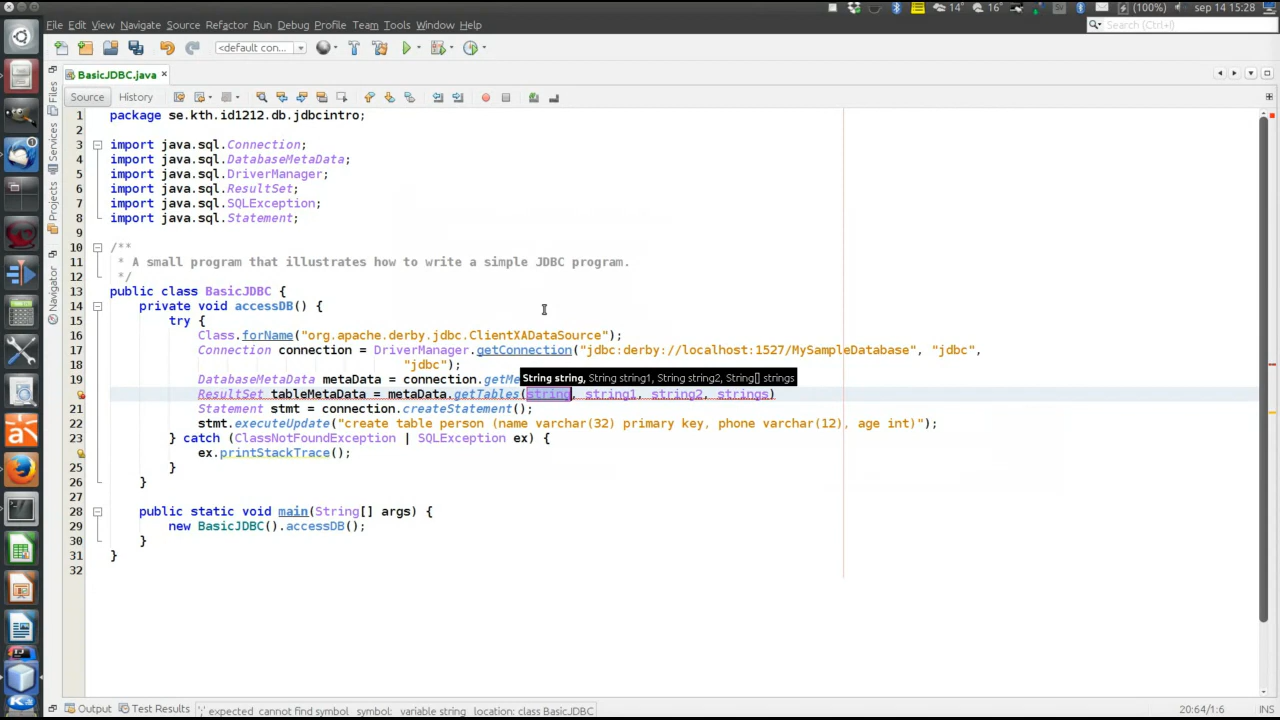 14° 16° (100%) sep 14 15:28
File Edit View Navigate Source Refactor Run Debug Profile Team Tools Window Help
Search (Ctrl+I)
<default con...
BasicJDBC.java
Source History
Files
Services
Projects
Navigator
1 package se.kth.id1212.db.jdbcintro;
2
3 import java.sql.Connection;
4 import java.sql.DatabaseMetaData;
5 import java.sql.DriverManager;
6 import java.sql.ResultSet;
7 import java.sql.SQLException;
8 import java.sql.Statement;
9
10 /**
11 * A small program that illustrates how to write a simple JDBC program.
12 */
13 public class BasicJDBC {
14 private void accessDB() {
15 try {
16 Class.forName("org.apache.derby.jdbc.ClientXADataSource");
17 Connection connection = DriverManager.getConnection("jdbc:derby://localhost:1527/MySampleDatabase", "jdbc",
18 "jdbc");
19 DatabaseMetaData metaData = connection.getMe
String string, String string1, String string2, String[] strings
ResultSet tableMetaData = metaData.getTables(string, string1, string2, strings)
21 Statement stmt = connection.createStatement();
22 stmt.executeUpdate("create table person (name varchar(32) primary key, phone varchar(12), age int)");
23 } catch (ClassNotFoundException | SQLException ex) {
ex.printStackTrace();
25 }
26 }
27
28 public static void main(String[] args) {
29 new BasicJDBC().accessDB();
30 }
31 }
32
Output Test Results ';' expected cannot find symbol symbol: variable string location: class BasicJDBC 20:64/1:6 INS